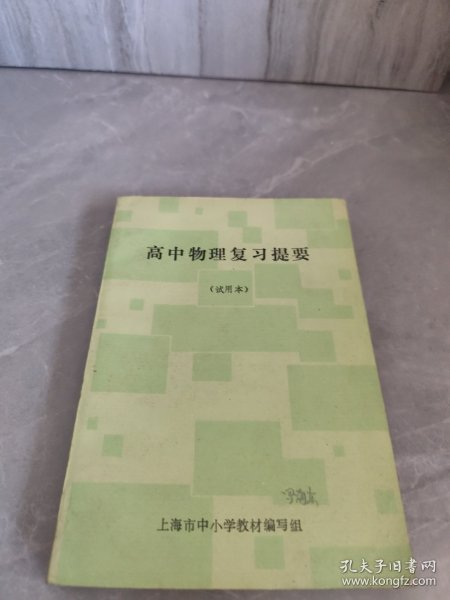 高中物理复习提要
（试用本）
上海市中小学教材编写组
孔夫子旧书网
www.kongfz.com